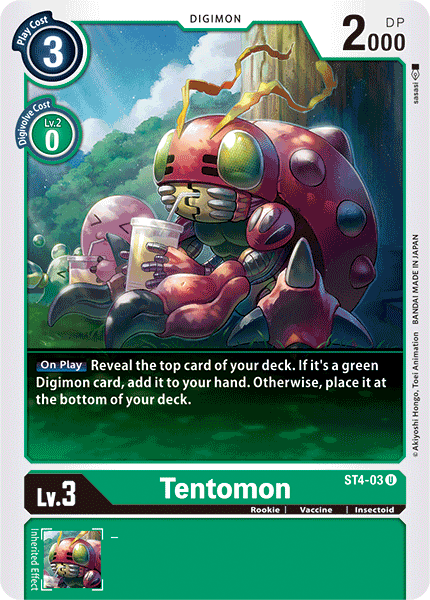 Play Cost
3
DIGIMON
DP
2000
Digivolve Cost
Lv.2
0
sasasi
© Akiyoshi Hongo, Toei Animation BANDAI MADE IN JAPAN
On Play Reveal the top card of your deck. If it's a green
Digimon card, add it to your hand. Otherwise, place it at
the bottom of your deck.
Lv.3
Tentomon
ST4-03 U
Rookie | Vaccine | Insectoid
Inherited Effect
–